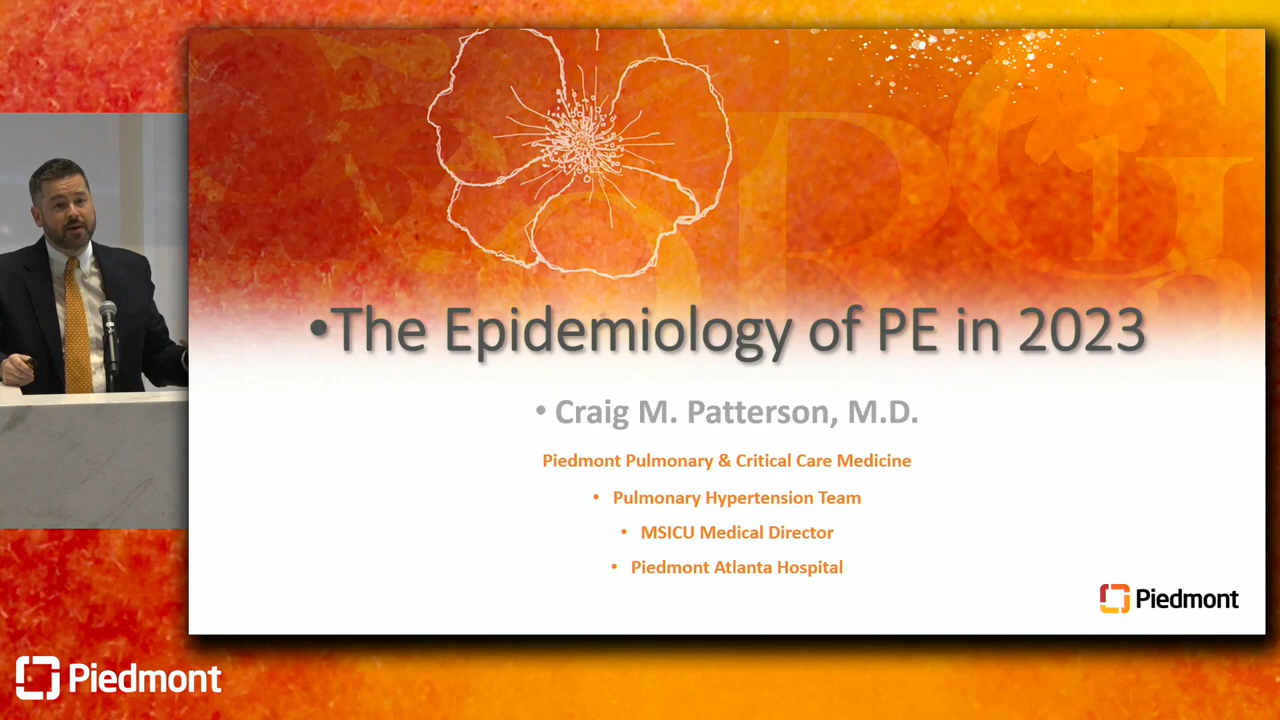 •The Epidemiology of PE in 2023
• Craig M. Patterson, M.D.
Piedmont Pulmonary & Critical Care Medicine
• Pulmonary Hypertension Team
• MSICU Medical Director
• Piedmont Atlanta Hospital
Piedmont
Piedmont